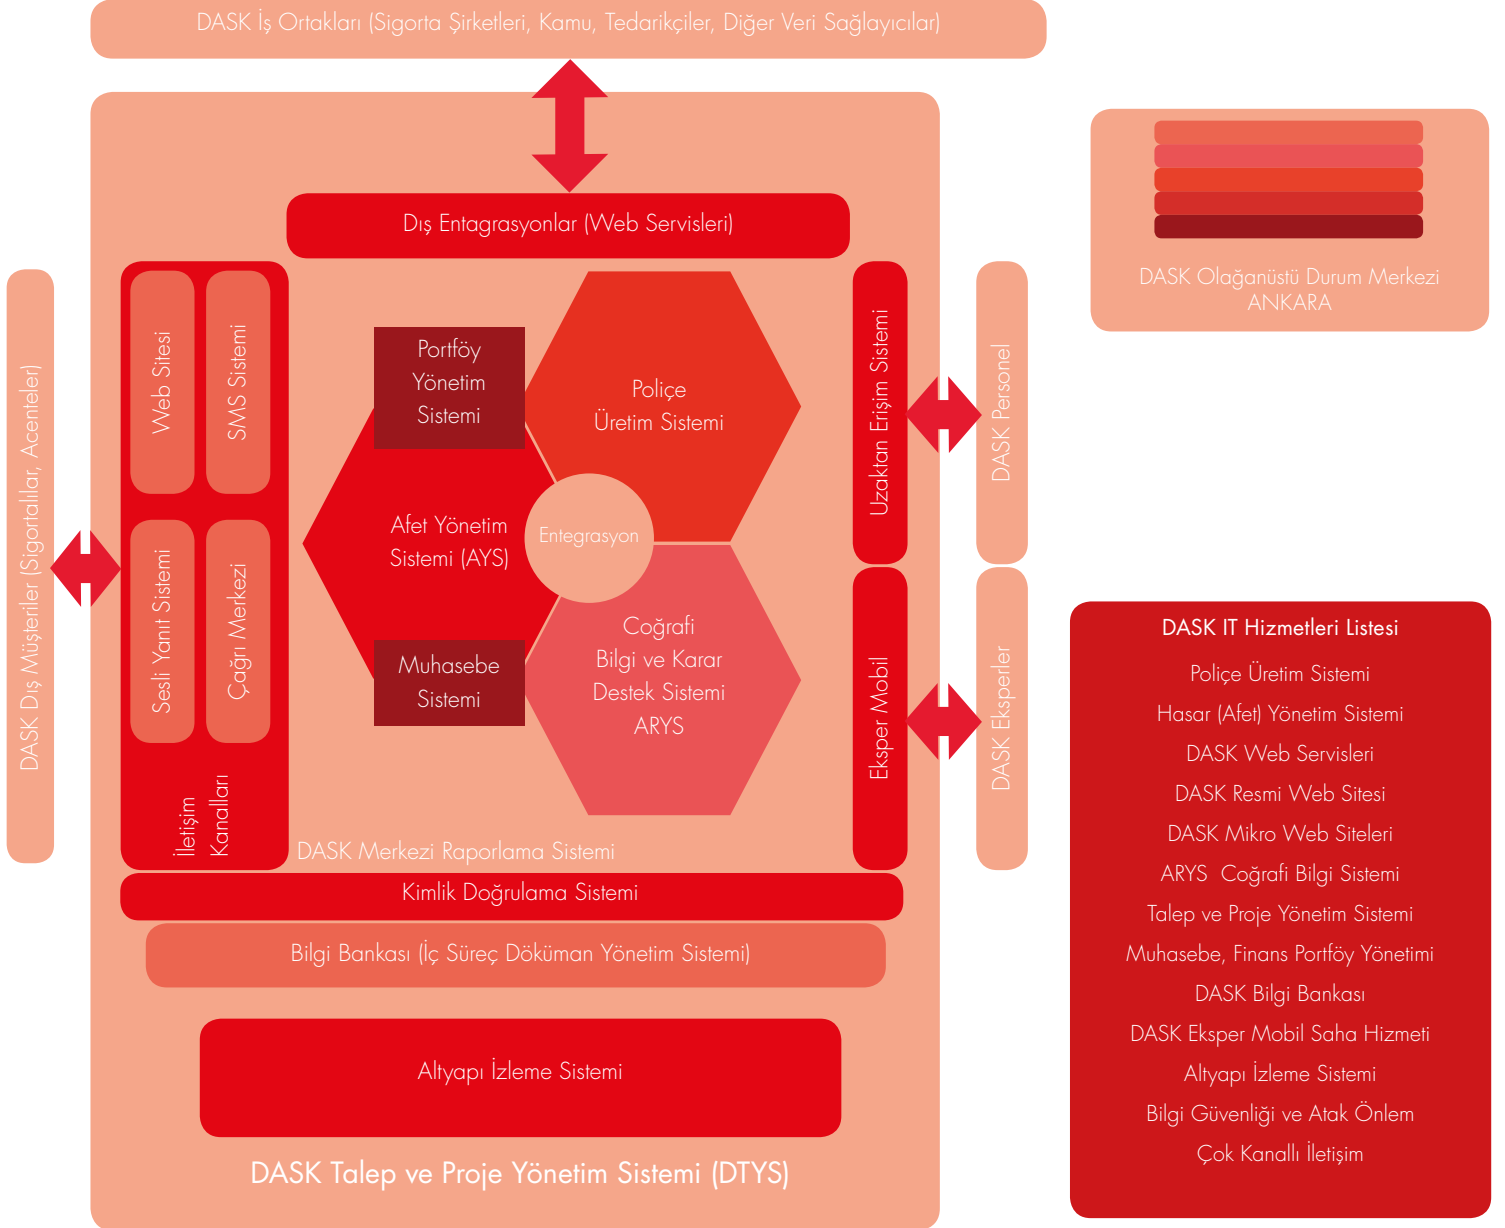 DASK İş Ortakları (Sigorta Şirketleri, Kamu, Tedarikçiler, Diğer Veri Sağlayıcılar)
Dış Entagrasyonlar (Web Servisleri)
DASK Olağanüstü Durum Merkezi
ANKARA
DASK Dış Müşteriler (Sigortalılar, Acenteler)
Web Sitesi
SMS Sistemi
Sesli Yanıt Sistemi
Çağrı Merkezi
İletişim
Kanalları
Portföy
Yönetim
Sistemi
Poliçe
Üretim Sistemi
Afet Yönetim
Sistemi (AYS)
Entegrasyon
Muhasebe
Sistemi
Coğrafi
Bilgi ve Karar
Destek Sistemi
ARYS
Uzaktan Erişim Sistemi
DASK Personel
Eksper Mobil
DASK Eksperler
DASK Merkezi Raporlama Sistemi
Kimlik Doğrulama Sistemi
Bilgi Bankası (İç Süreç Döküman Yönetim Sistemi)
Altyapı İzleme Sistemi
DASK Talep ve Proje Yönetim Sistemi (DTYS)
DASK IT Hizmetleri Listesi
Poliçe Üretim Sistemi
Hasar (Afet) Yönetim Sistemi
DASK Web Servisleri
DASK Resmi Web Sitesi
DASK Mikro Web Siteleri
ARYS  Coğrafi Bilgi Sistemi
Talep ve Proje Yönetim Sistemi
Muhasebe, Finans Portföy Yönetimi
DASK Bilgi Bankası
DASK Eksper Mobil Saha Hizmeti
Altyapı İzleme Sistemi
Bilgi Güvenliği ve Atak Önlem
Çok Kanallı İletişim